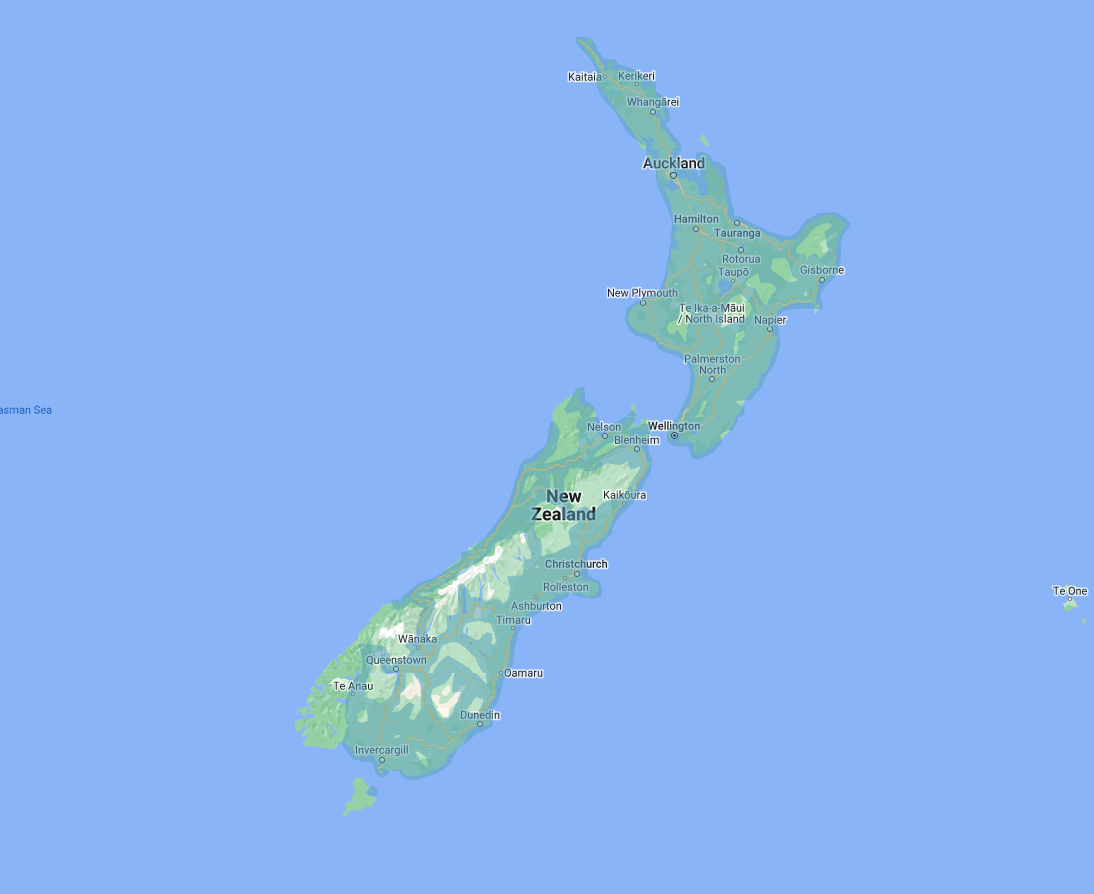 Kaitaia
Kerikeri
Whangārei
Auckland
Hamilton
Tauranga
Rotorua
Taupō
Gisborne
New Plymouth
Te Ika-a-Māui
/ North Island
Napier
Palmerston
North
asman Sea
Nelson
Wellington
Blenheim
New
Zealand
Kaikōura
Christchurch
Rolleston
Te One
Ashburton
Timaru
Wānaka
Queenstown
Oamaru
Te Anau
Dunedin
Invercargill